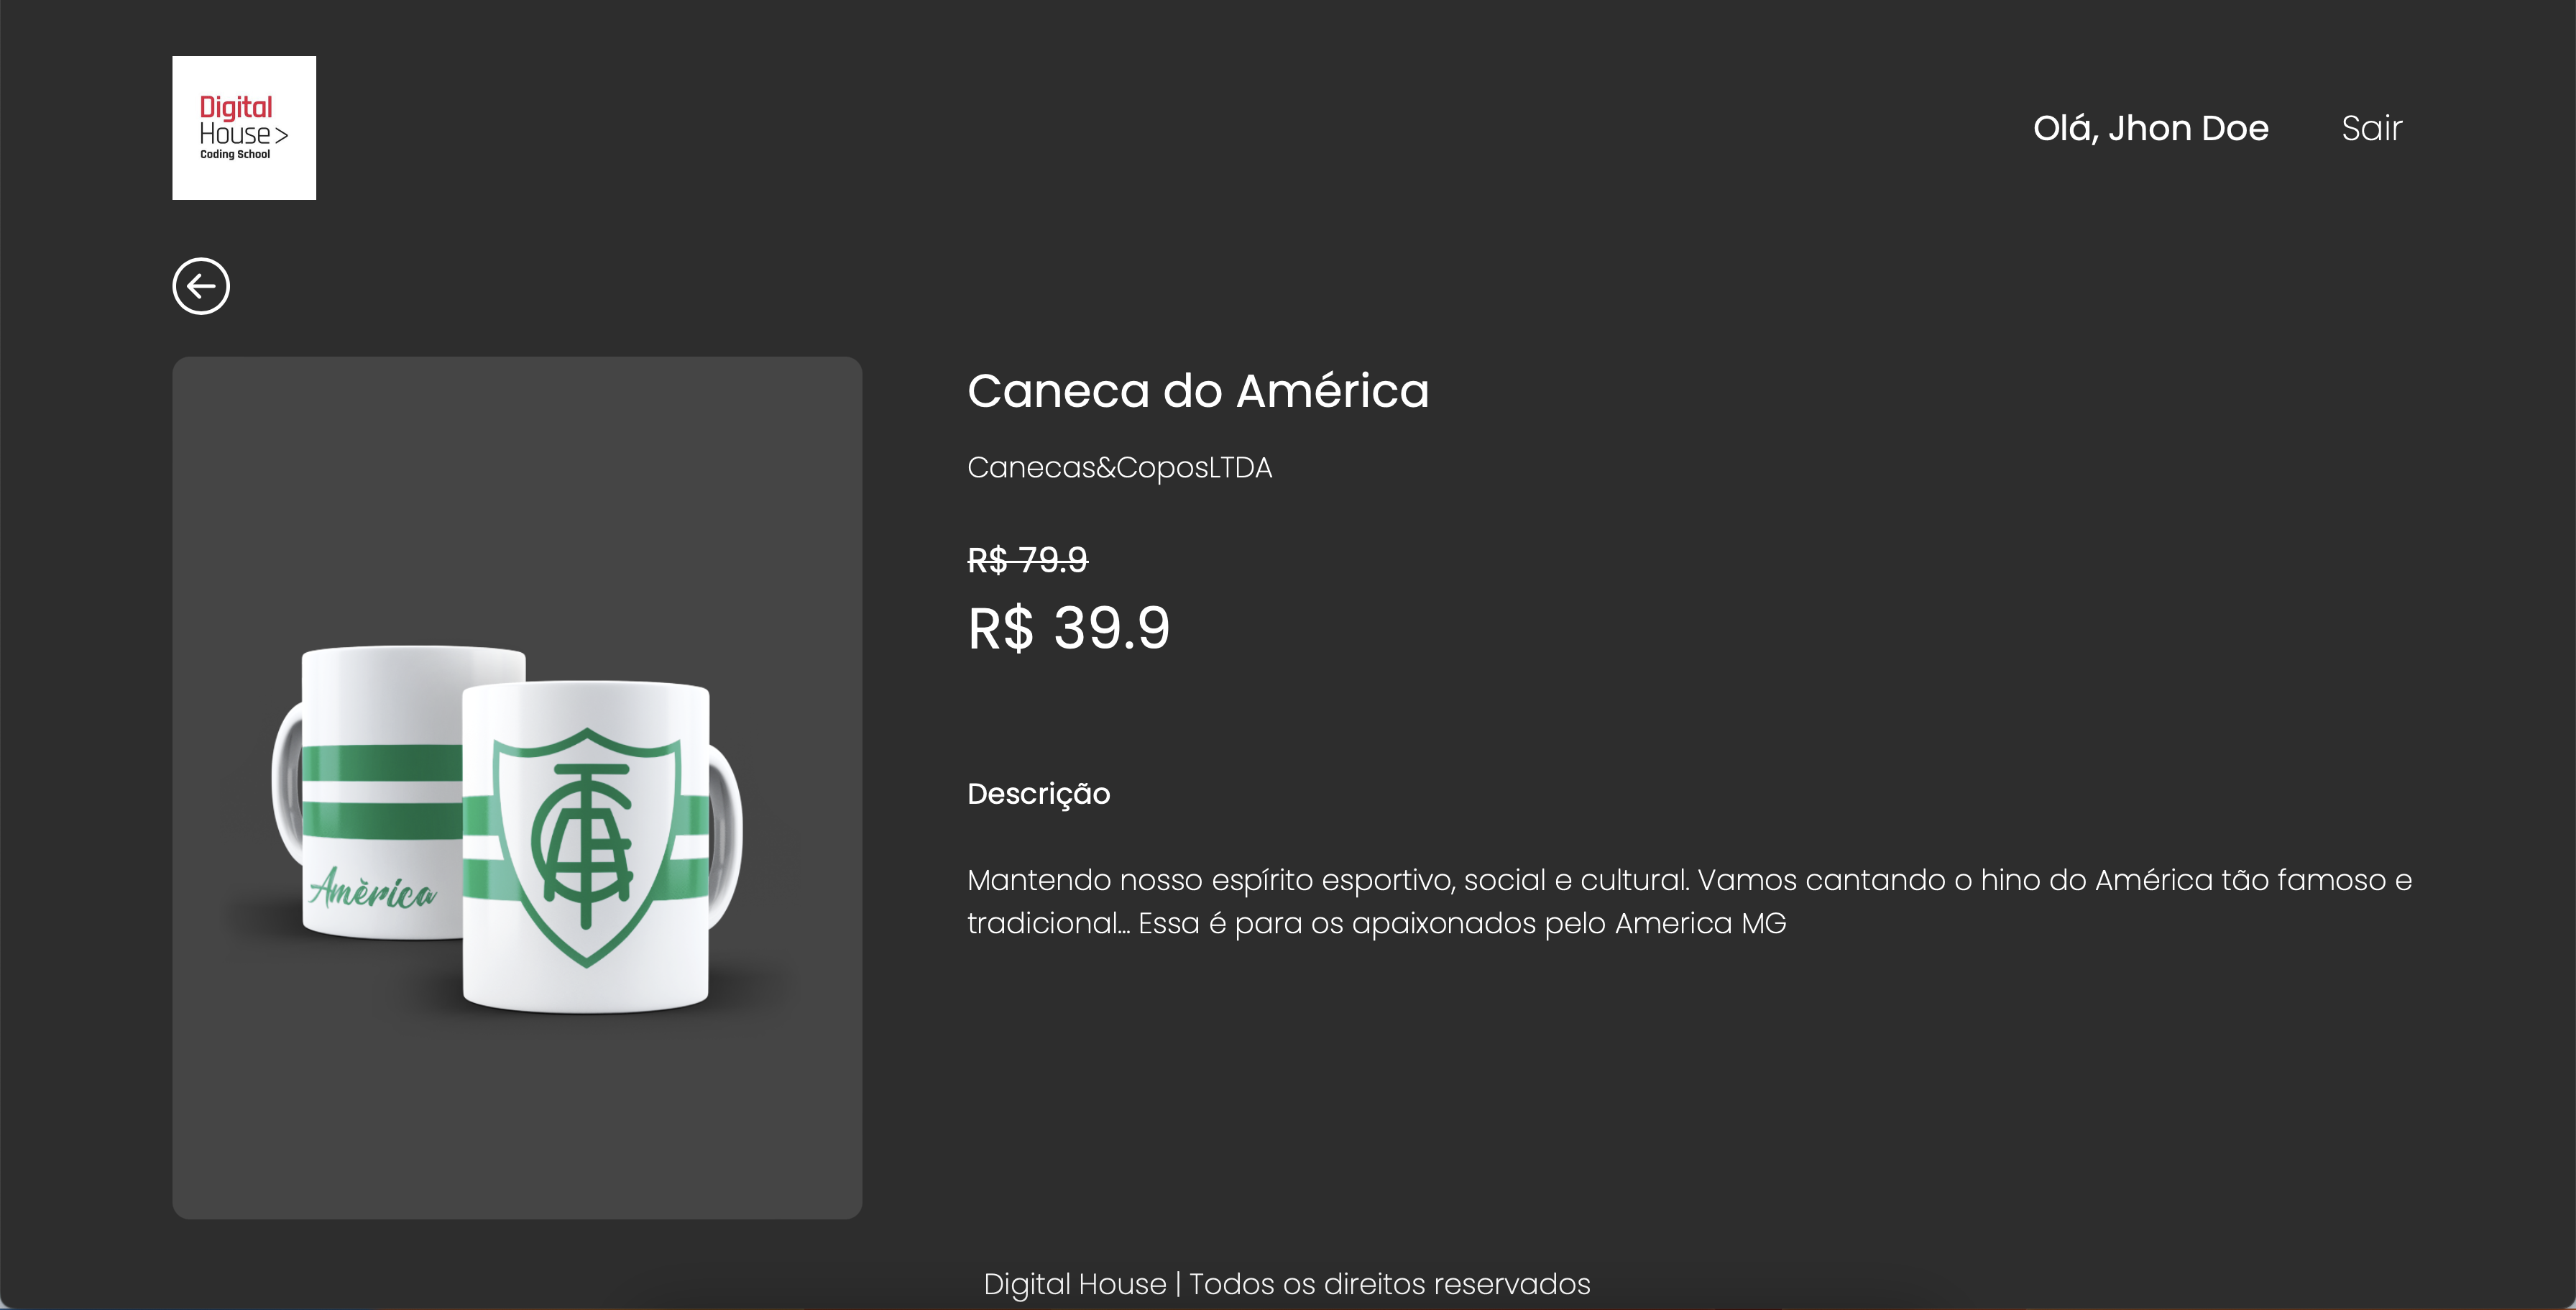 Digital
House >
Coding School
Olá, Jhon Doe
Sair
Caneca do América
Canecas&CoposLTDA
R$ 79.9
R$ 39.9
Amèrica
Descrição
Mantendo nosso espírito esportivo, social e cultural. Vamos cantando o hino do América tão famoso e
tradicional... Essa é para os apaixonados pelo America MG
Digital House | Todos os direitos reservados